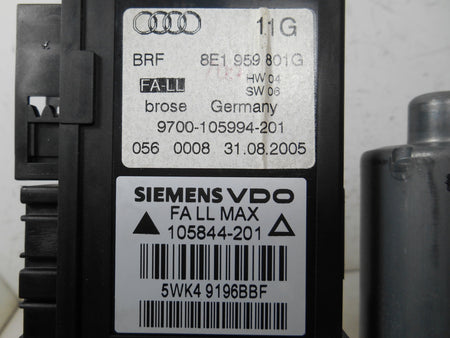 11G
BRF 8E1 959 801G
FA-LL HW 04
SW 06
brose Germany
9700-105994-201
056 0008 31.08.2005
SIEMENS VDO
FA LL MAX
105844-201
5WK4 9196BBF